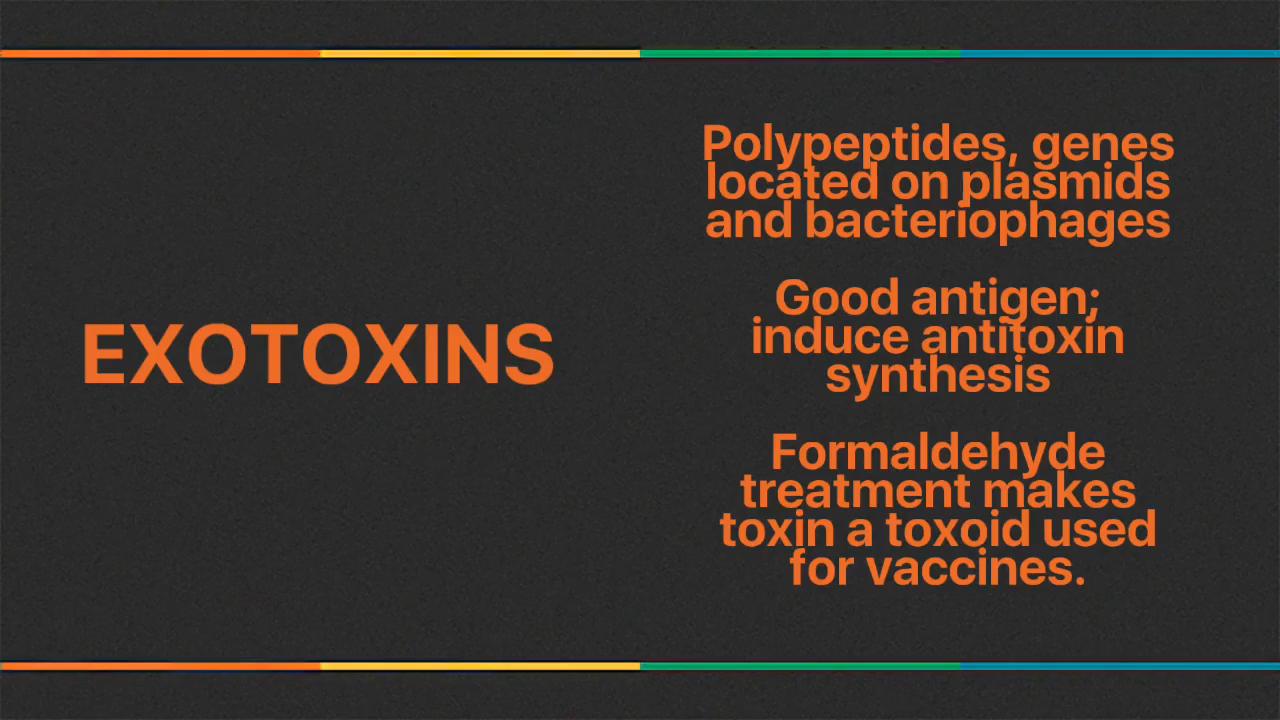 EXOTOXINS
Polypeptides, genes
located on plasmids
and bacteriophages
Good antigen;
induce antitoxin
synthesis
Formaldehyde
treatment makes
toxin a toxoid used
for vaccines.